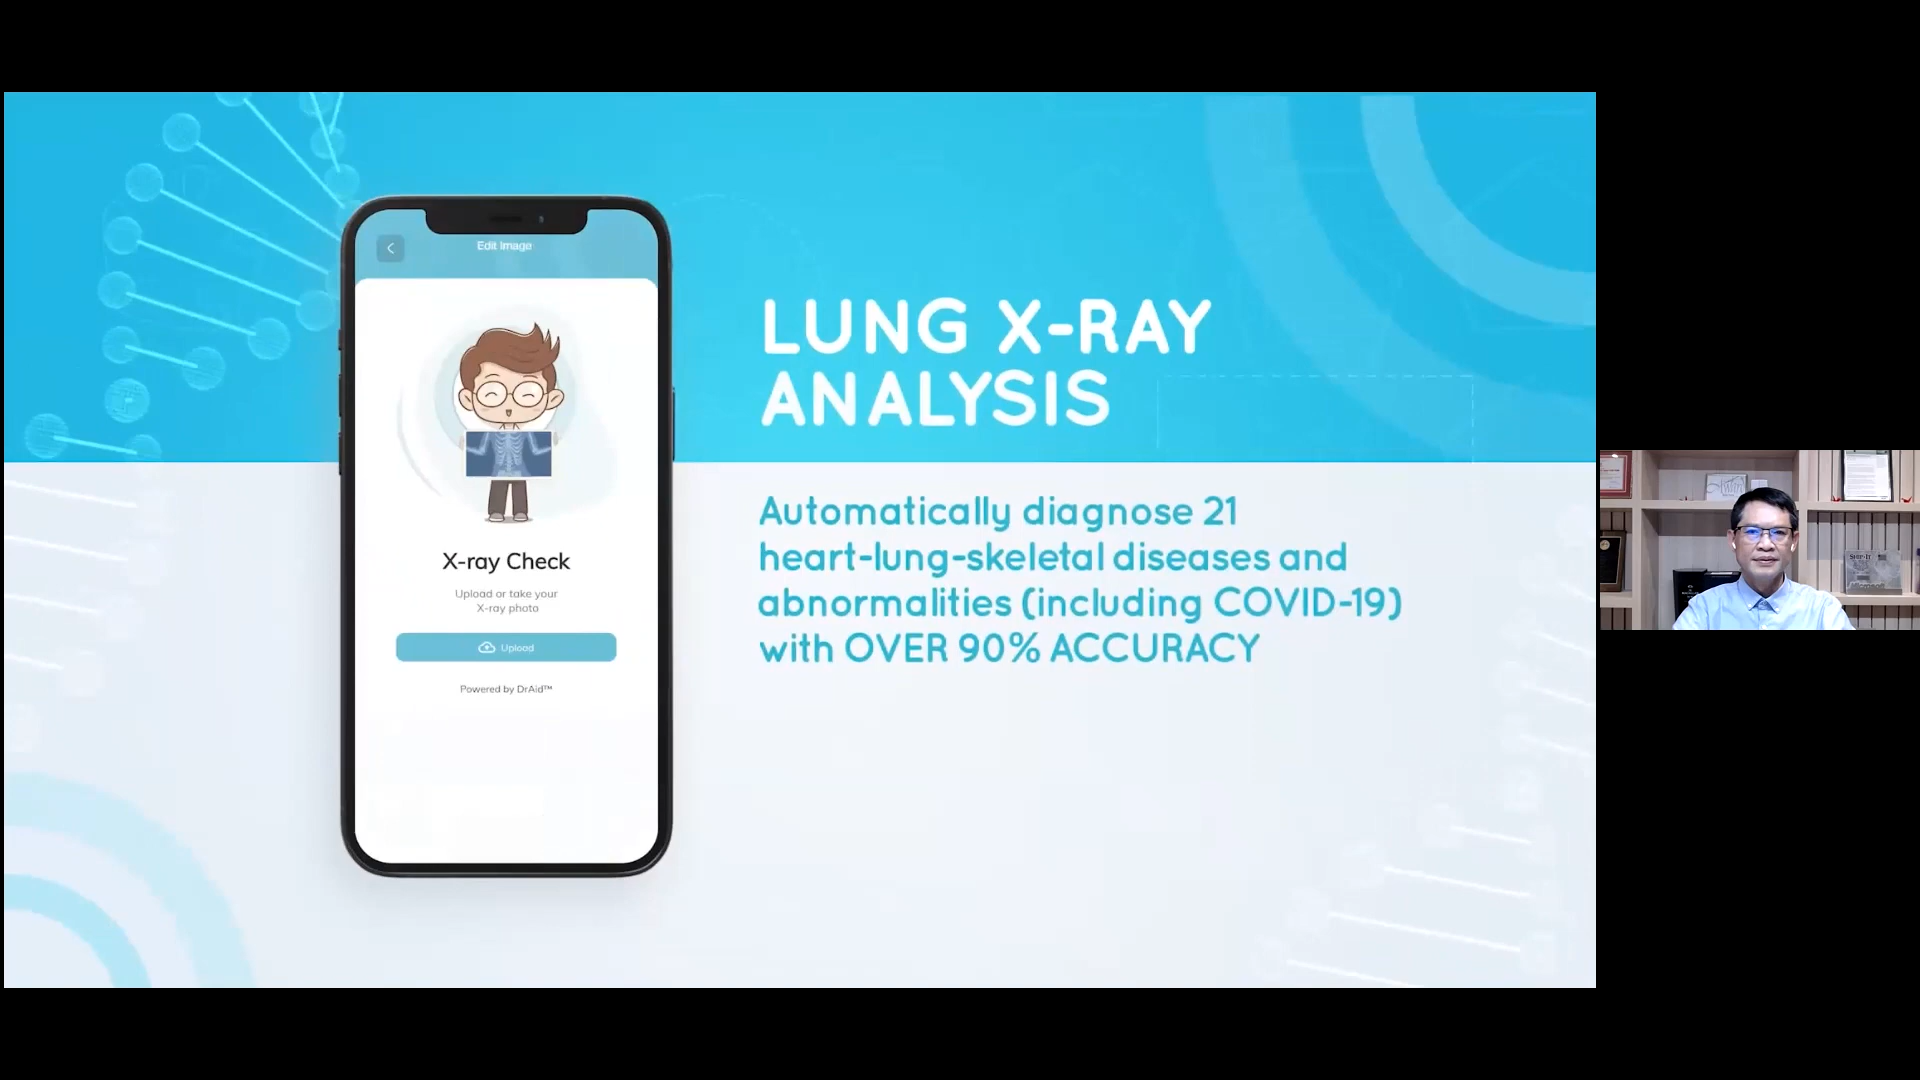 Edit Image
X-ray Check
Upload or take your
X-ray photo
Upload
Powered by DrAid™
LUNG X-RAY
ANALYSIS
Automatically diagnose 21
heart-lung-skeletal diseases and
abnormalities (including COVID-19)
with OVER 90% ACCURACY